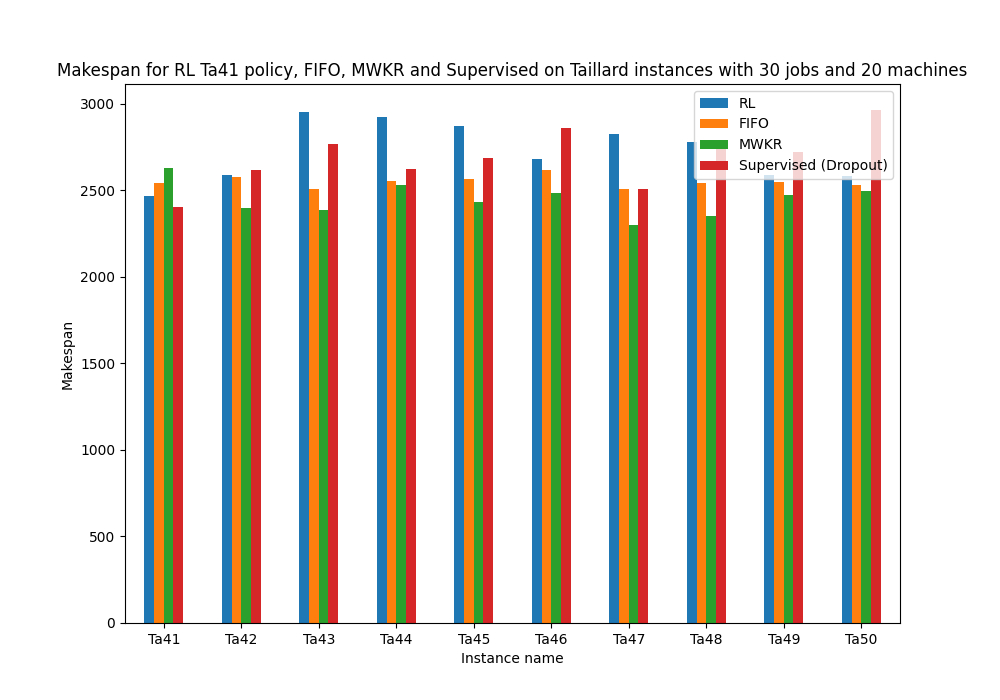 Makespan for RL Ta41 policy, FIFO, MWKR and Supervised on Taillard instances with 30 jobs and 20 machines
RL
FIFO
MWKR
Supervised (Dropout)
3000
2500
2000
1500
1000
500
0
Makespan
Ta41 Ta42 Ta43 Ta44 Ta45 Ta46 Ta47 Ta48 Ta49 Ta50
Instance name